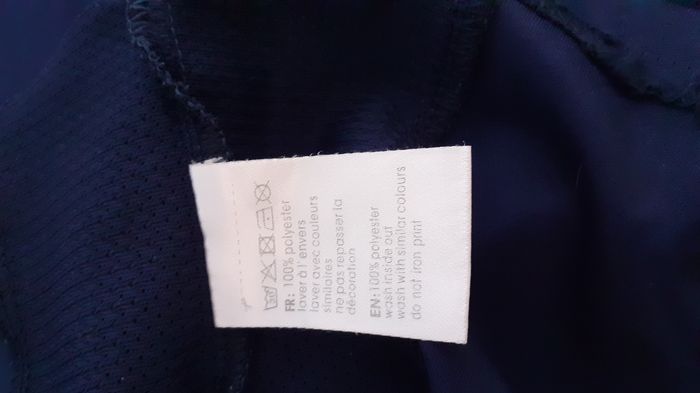 FR: 100% polyester
laver à l' envers
laver avec couleurs
similaires
ne pas repasser la
décoration
EN: 100% polyester
wash inside out
wash with similar colours
do not iron print